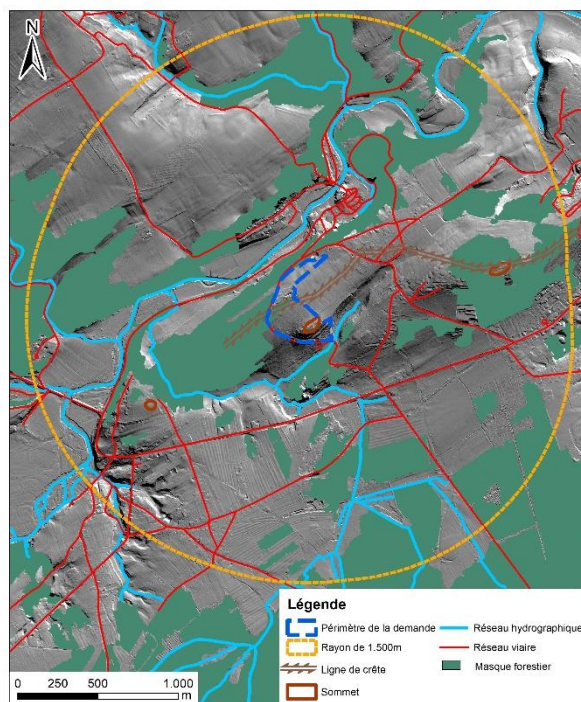 N
Légende
Périmètre de la demande
Rayon de 1.500m
Ligne de crête
Sommet
Réseau hydrographique
Réseau viaire
Masque forestier
0 500 1.000
m